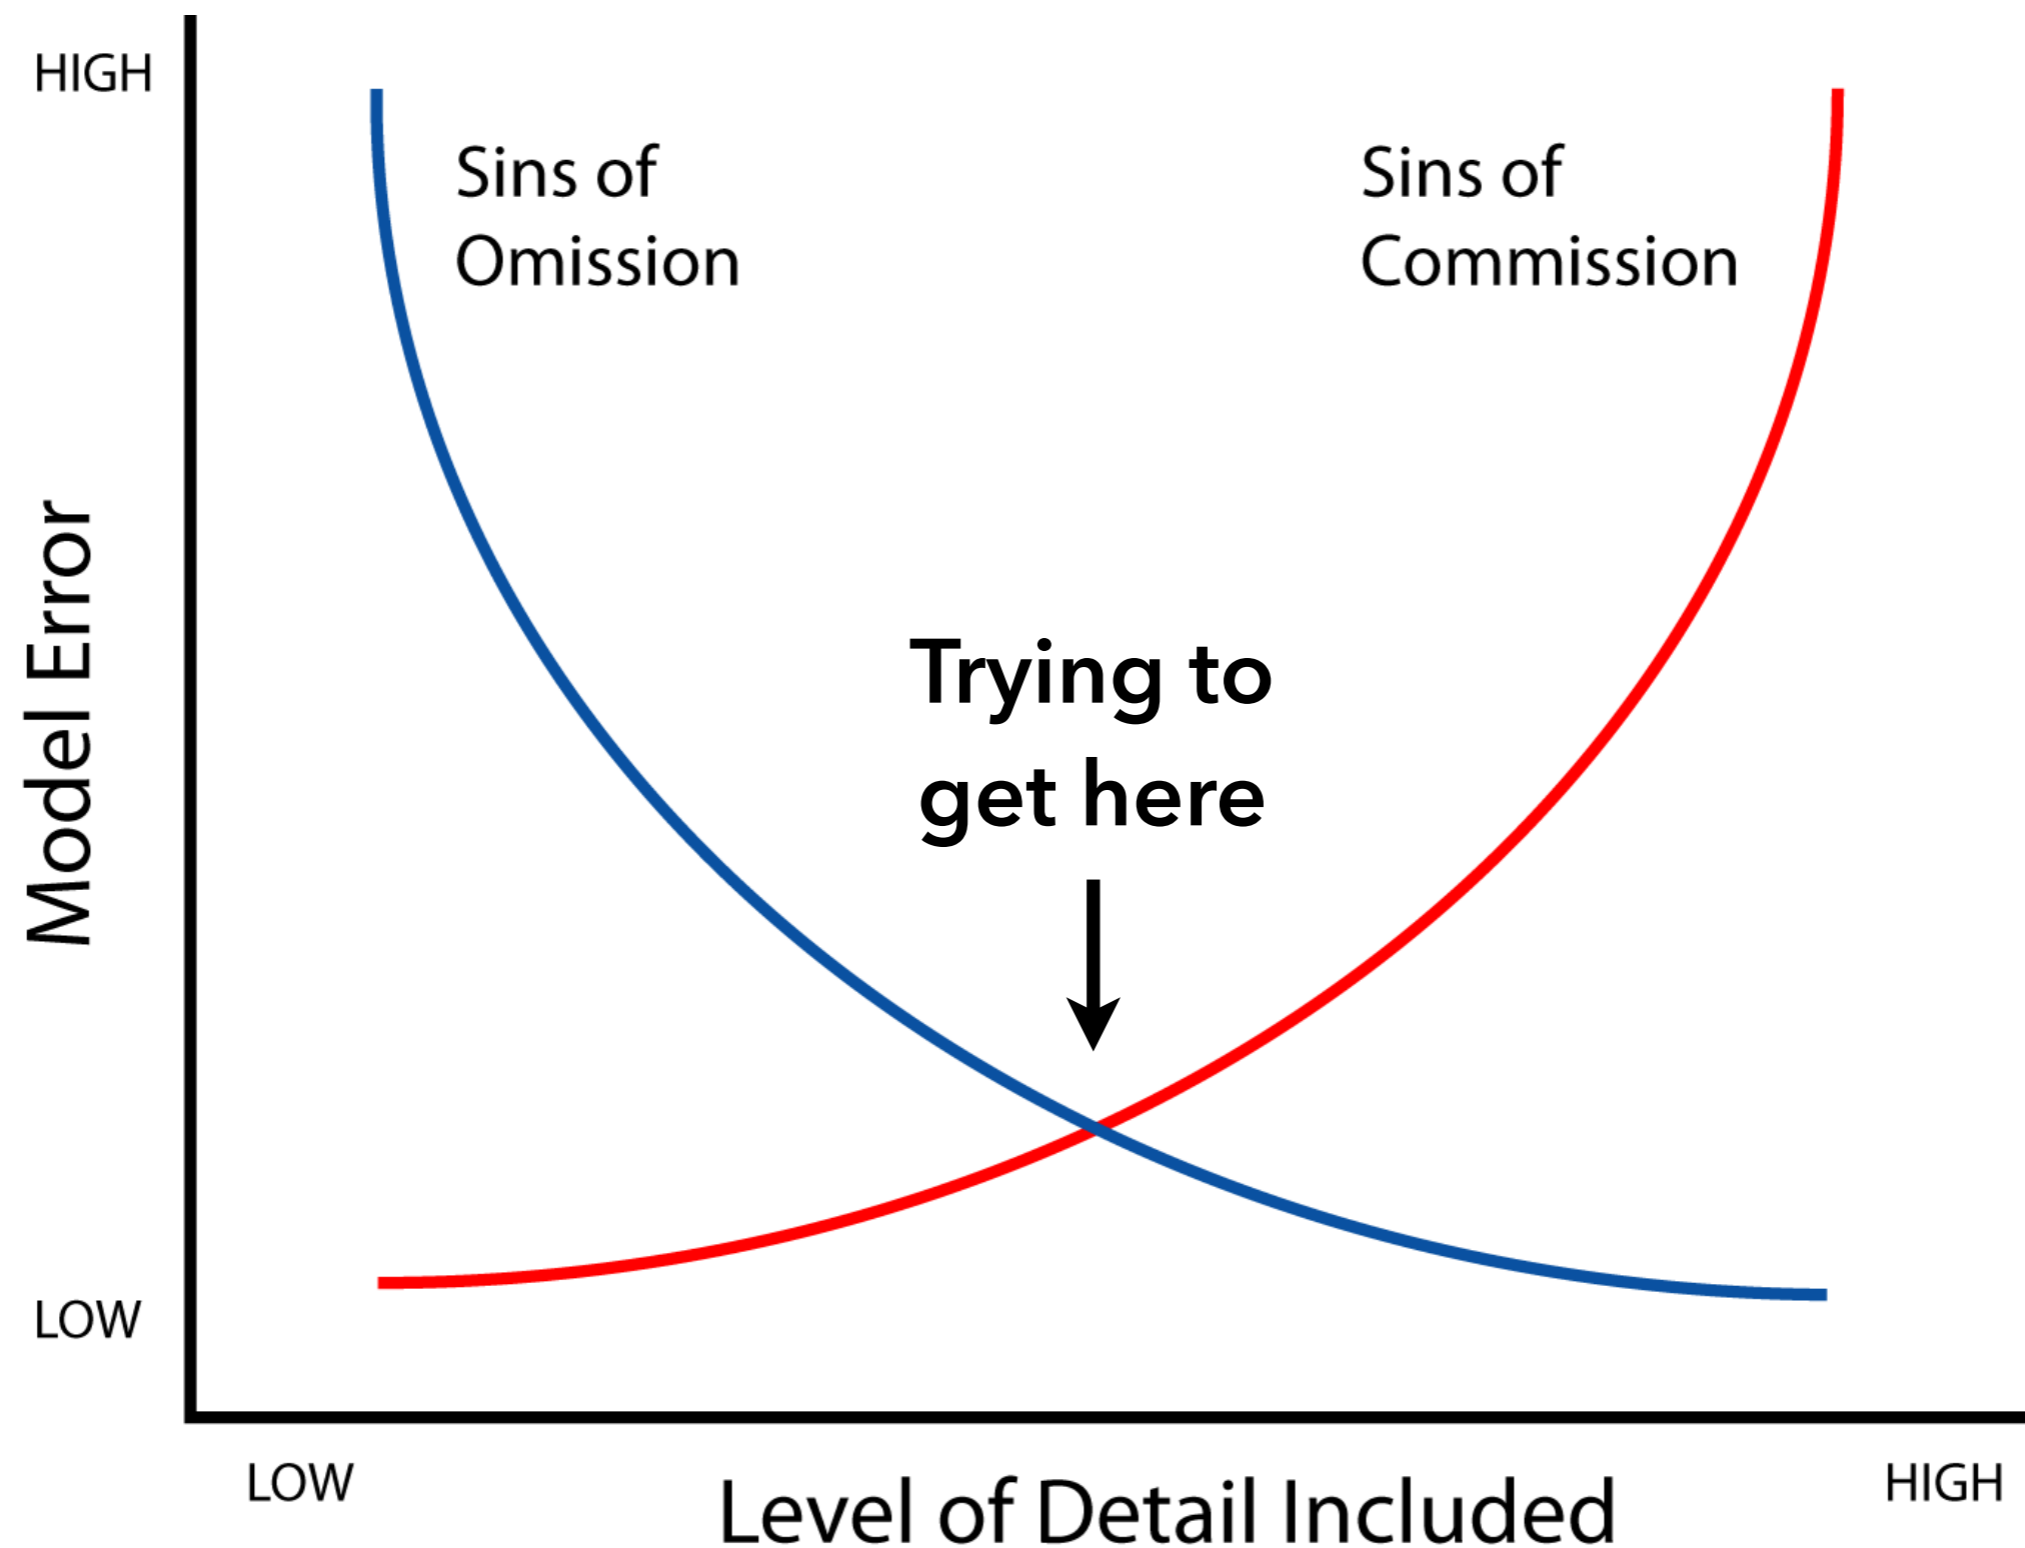 HIGH
Sins of
Omission
Sins of
Commission
Trying to
get here
Model Error
LOW
LOW
Level of Detail Included
HIGH